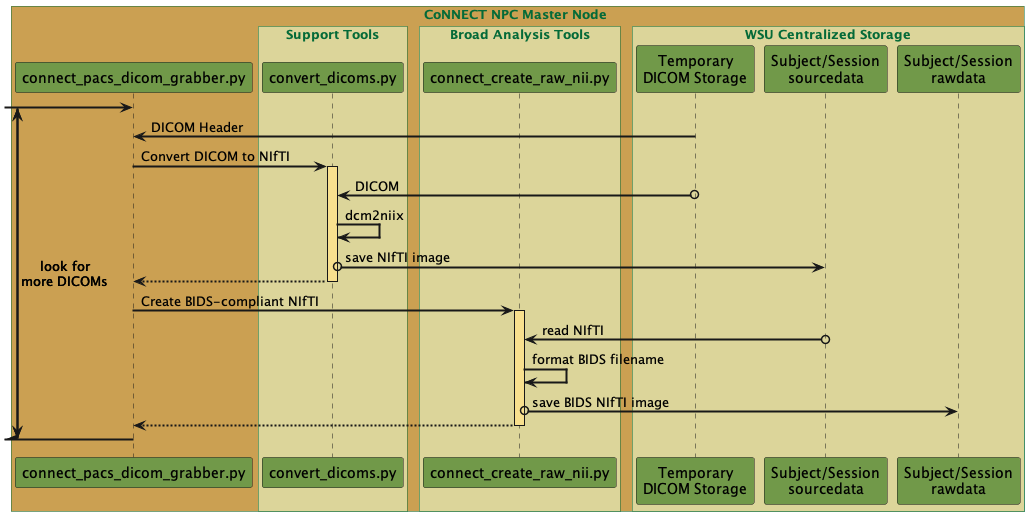 CoNNECT NPC Master Node
Support Tools
Broad Analysis Tools
WSU Centralized Storage
connect_pacs_dicom_grabber.py
convert_dicoms.py
connect_create_raw_nii.py
Temporary
DICOM Storage
Subject/Session
sourcedata
Subject/Session
rawdata
DICOM Header
Convert DICOM to NIfTI
DICOM
dcm2niix
save NIfTI image
look for
more DICOMs
Create BIDS-compliant NIfTI
read NIfTI
format BIDS filename
save BIDS NIfTI image
connect_pacs_dicom_grabber.py
convert_dicoms.py
connect_create_raw_nii.py
Temporary
DICOM Storage
Subject/Session
sourcedata
Subject/Session
rawdata